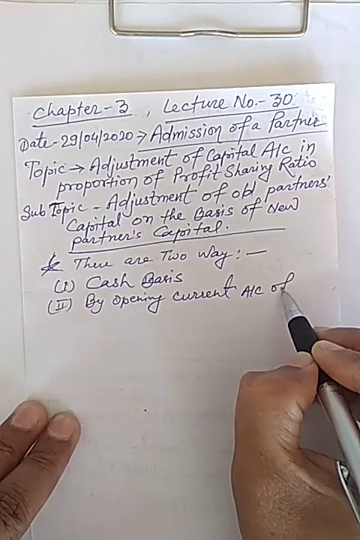 Chapter-3, Lecture No.-30
Date-29/04/2020 → Admission of a Partner
Topic → Adjustment of Capital A/c in
proportion of Profit Sharing Ratio
Sub Topic - Adjustment of old partners'
Capital on the Basis of New
partner's Capital.
* There are Two Way:-
(I) Cash Basis
(II) By opening current A/c of